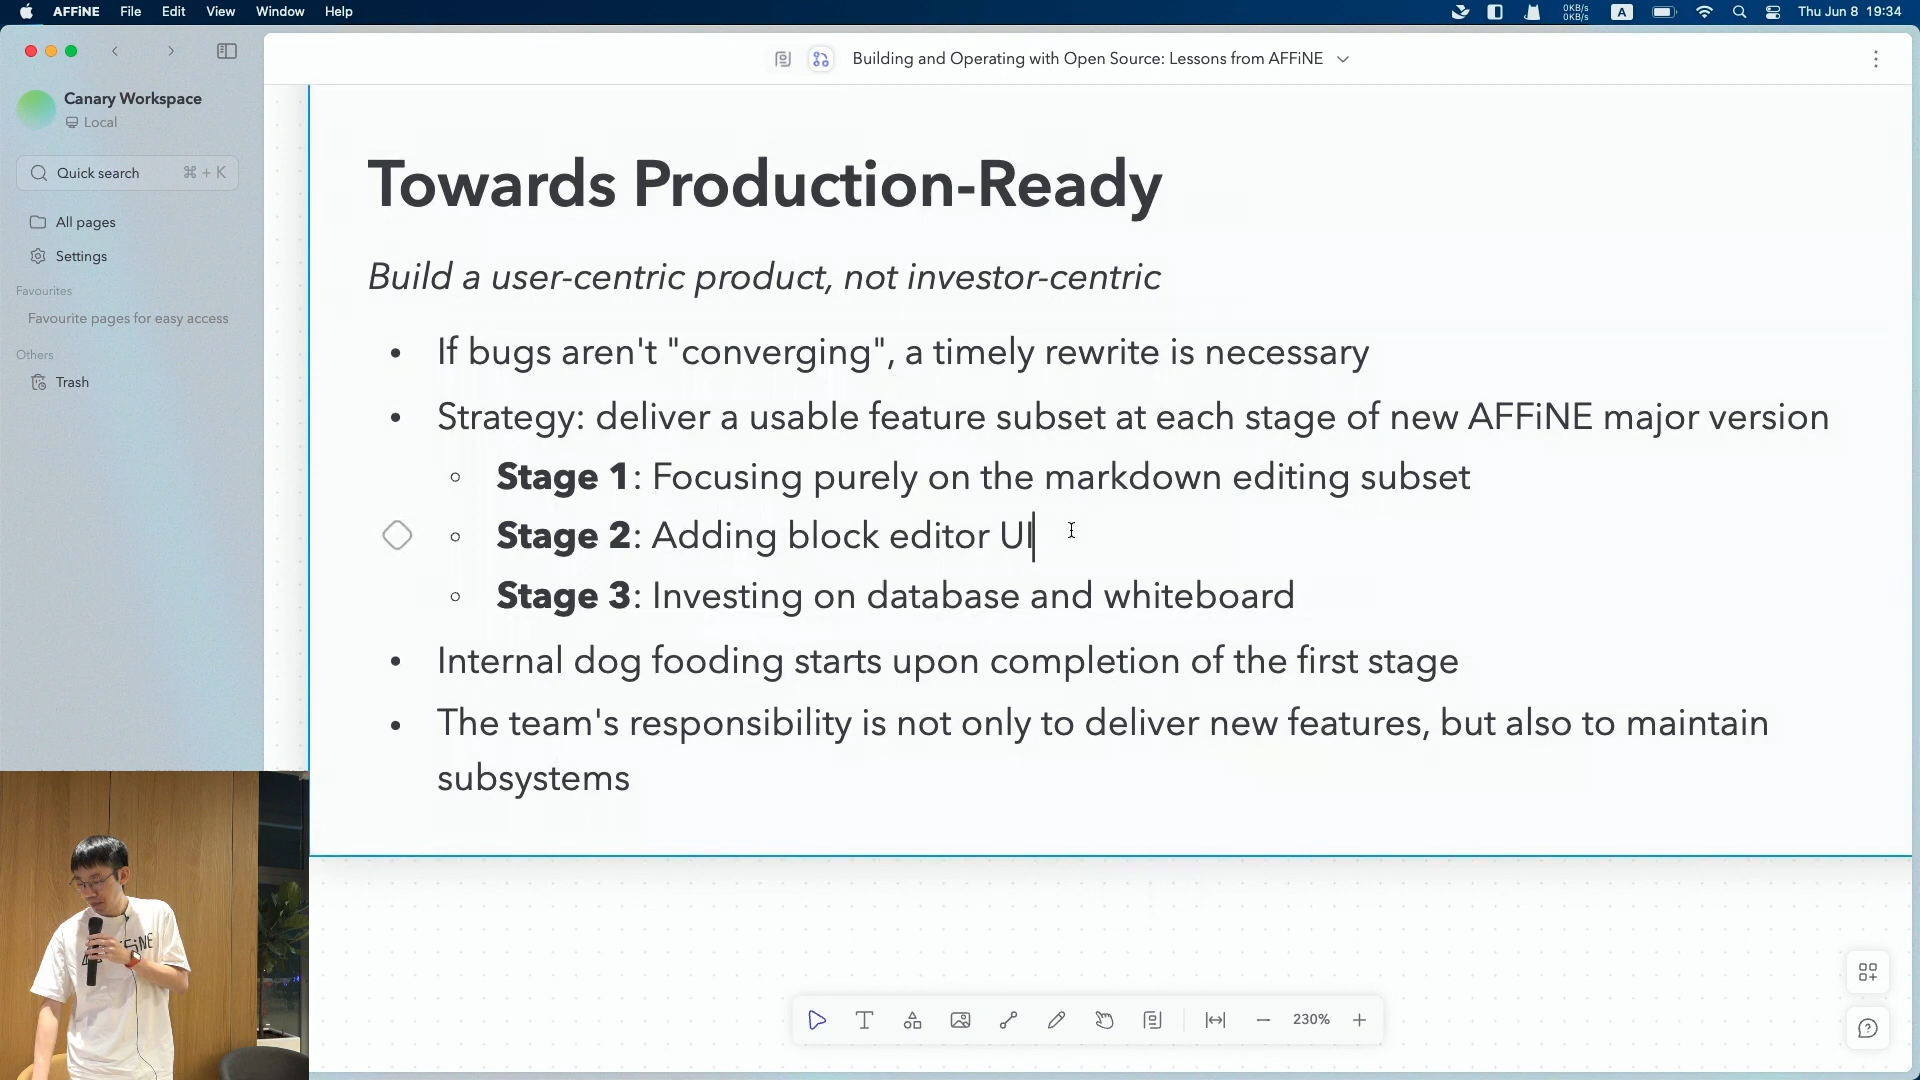 AFFiNE File Edit View Window Help
0KB/s
0KB/s
A
Thu Jun 8 19:34
Building and Operating with Open Source: Lessons from AFFiNE
Canary Workspace
Local
Quick search ⌘ + K
All pages
Settings
Favourites
Favourite pages for easy access
Others
Trash
Towards Production-Ready
Build a user-centric product, not investor-centric
• If bugs aren't "converging", a timely rewrite is necessary
• Strategy: deliver a usable feature subset at each stage of new AFFiNE major version
◦ Stage 1: Focusing purely on the markdown editing subset
◦ Stage 2: Adding block editor UI
◦ Stage 3: Investing on database and whiteboard
• Internal dog fooding starts upon completion of the first stage
• The team's responsibility is not only to deliver new features, but also to maintain
subsystems
230%